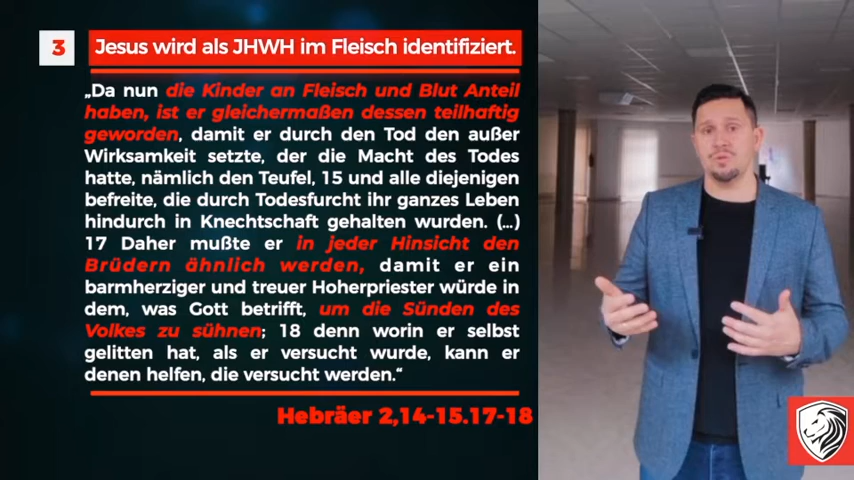 3
Jesus wird als JHWH im Fleisch identifiziert.
„Da nun die Kinder an Fleisch und Blut Anteil
haben, ist er gleichermaßen dessen teilhaftig
geworden, damit er durch den Tod den außer
Wirksamkeit setzte, der die Macht des Todes
hatte, nämlich den Teufel, 15 und alle diejenigen
befreite, die durch Todesfurcht ihr ganzes Leben
hindurch in Knechtschaft gehalten wurden. (...)
17 Daher mußte er in jeder Hinsicht den
Brüdern ähnlich werden, damit er ein
barmherziger und treuer Hoherpriester würde in
dem, was Gott betrifft, um die Sünden des
Volkes zu sühnen; 18 denn worin er selbst
gelitten hat, als er versucht wurde, kann er
denen helfen, die versucht werden.“
Hebräer 2,14-15.17-18